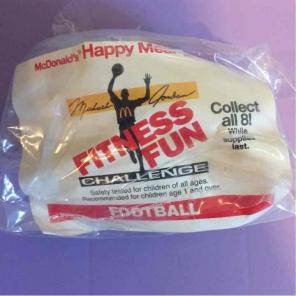 McDonald's Happy Meal
Michael Jordan
FITNESS
FUN
CHALLENGE
Collect
all 8!
While
supplies
last.
Safety tested for children of all ages.
Recommended for children age 1 and over.
FOOTBALL